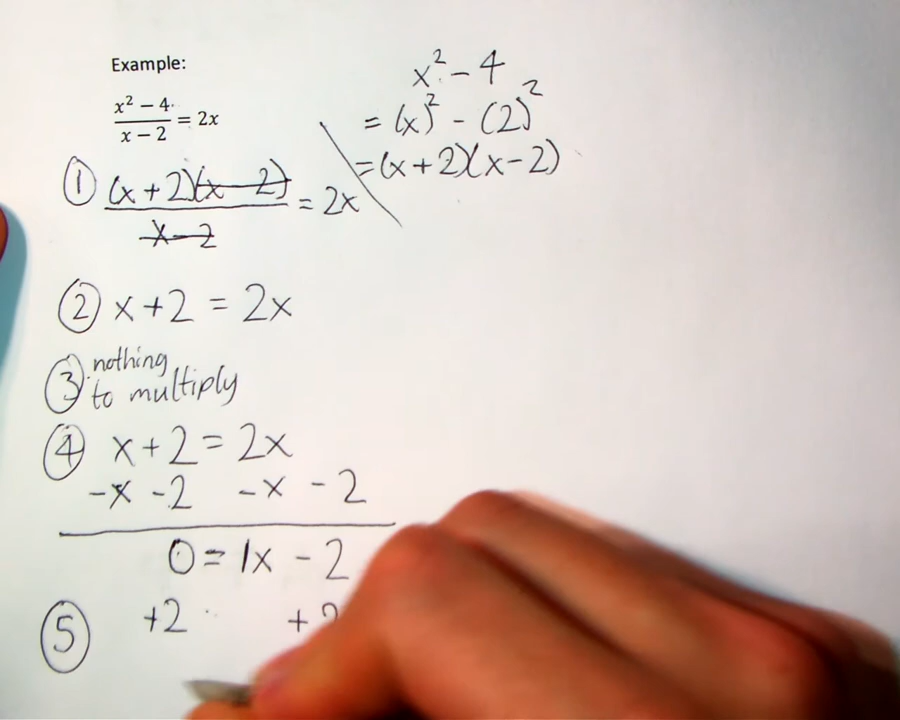 Example:
x² − 4
x − 2
= 2x
x² − 4
= (x)² − (2)²
= (x+2)(x−2)
① (x+2)(x−2)
x−2
= 2x
② x+2 = 2x
③ nothing
to multiply
④ x+2 = 2x
−x −2 −x −2
0 = 1x − 2
⑤ +2 +2